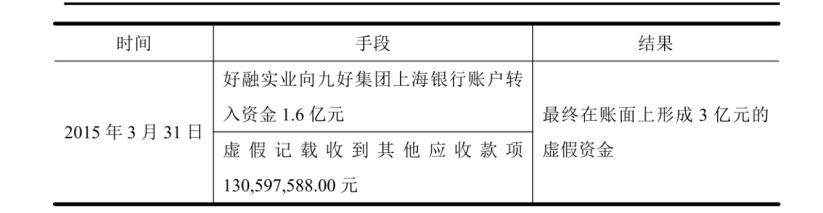 时间 手段 结果
好融实业向九好集团上海银行账户转
入资金 1.6 亿元
2015 年 3 月 31 日
虚假记载收到其他应收款项
130,597,588.00 元
最终在账面上形成 3 亿元的
虚假资金